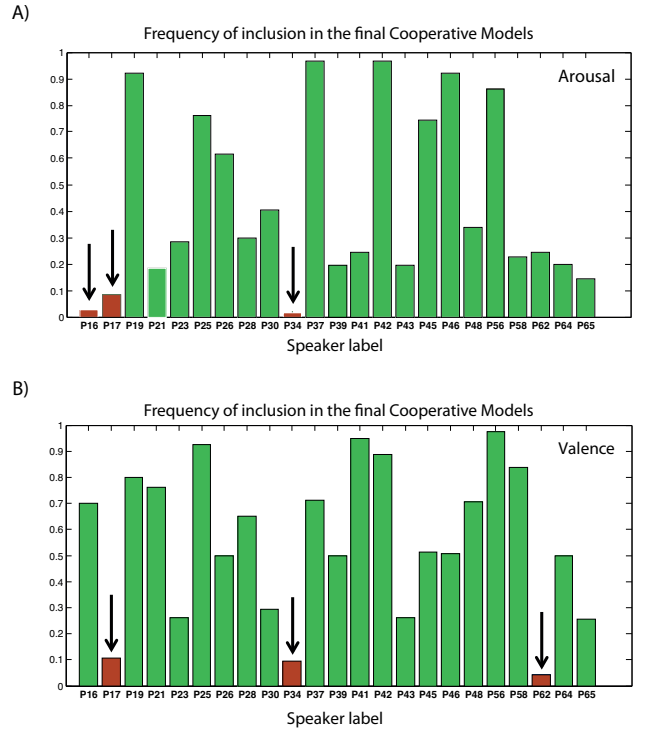 A)
Frequency of inclusion in the final Cooperative Models
Arousal
1
0.9
0.8
0.7
0.6
0.5
0.4
0.3
0.2
0.1
0
P16 P17 P19 P21 P23 P25 P26 P28 P30 P34 P37 P39 P41 P42 P43 P45 P46 P48 P56 P58 P62 P64 P65
Speaker label
B)
Frequency of inclusion in the final Cooperative Models
Valence
1
0.9
0.8
0.7
0.6
0.5
0.4
0.3
0.2
0.1
0
P16 P17 P19 P21 P23 P25 P26 P28 P30 P34 P37 P39 P41 P42 P43 P45 P46 P48 P56 P58 P62 P64 P65
Speaker label